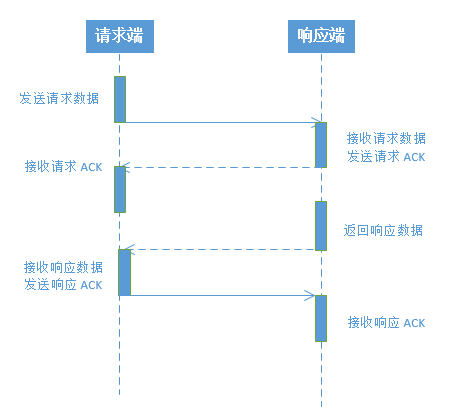 请求端
响应端
发送请求数据
接收请求数据
发送请求 ACK
接收请求 ACK
返回响应数据
接收响应数据
发送响应 ACK
接收响应 ACK